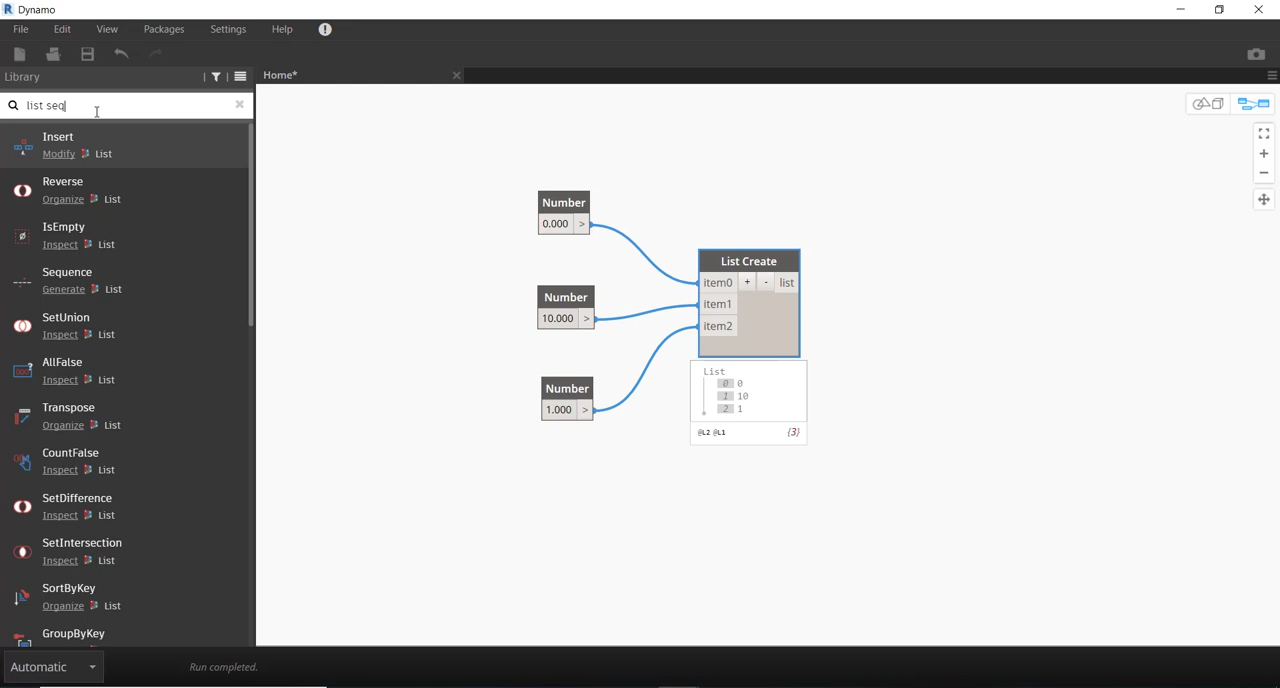 Dynamo
File Edit View Packages Settings Help
Library
Home*
list seq
Insert
Modify List
Reverse
Organize List
IsEmpty
Inspect List
Sequence
Generate List
SetUnion
Inspect List
AllFalse
Inspect List
Transpose
Organize List
CountFalse
Inspect List
SetDifference
Inspect List
SetIntersection
Inspect List
SortByKey
Organize List
GroupByKey
Number
0.000 >
Number
10.000 >
Number
1.000 >
List Create
item0 + - list
item1
item2
List
0 0
1 10
2 1
@L2 @L1 {3}
Automatic
Run completed.